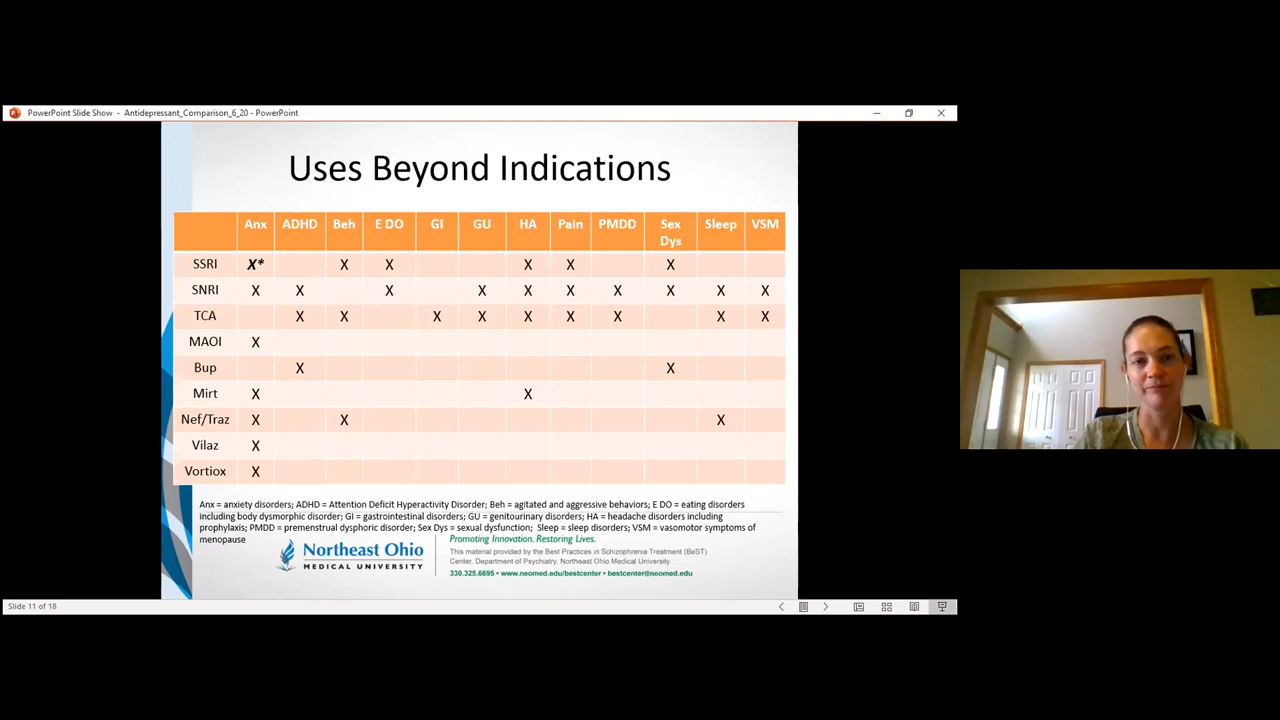 PowerPoint Slide Show - Antidepressant_Comparison_6_20 - PowerPoint
Uses Beyond Indications
Anx ADHD Beh E DO GI GU HA Pain PMDD Sex Dys Sleep VSM
SSRI X* X X X X X
SNRI X X X X X X X X X X
TCA X X X X X X X X X
MAOI X
Bup X X
Mirt X X
Nef/Traz X X X
Vilaz X
Vortiox X
Anx = anxiety disorders; ADHD = Attention Deficit Hyperactivity Disorder; Beh = agitated and aggressive behaviors; E DO = eating disorders
including body dysmorphic disorder; GI = gastrointestinal disorders; GU = genitourinary disorders; HA = headache disorders including
prophylaxis; PMDD = premenstrual dysphoric disorder; Sex Dys = sexual dysfunction; Sleep = sleep disorders; VSM = vasomotor symptoms of
menopause
Northeast Ohio
MEDICAL UNIVERSITY
Promoting Innovation. Restoring Lives.
This material provided by the Best Practices in Schizophrenia Treatment (BeST)
Center, Department of Psychiatry, Northeast Ohio Medical University
330.325.6695 • www.neomed.edu/bestcenter • bestcenter@neomed.edu
Slide 11 of 18